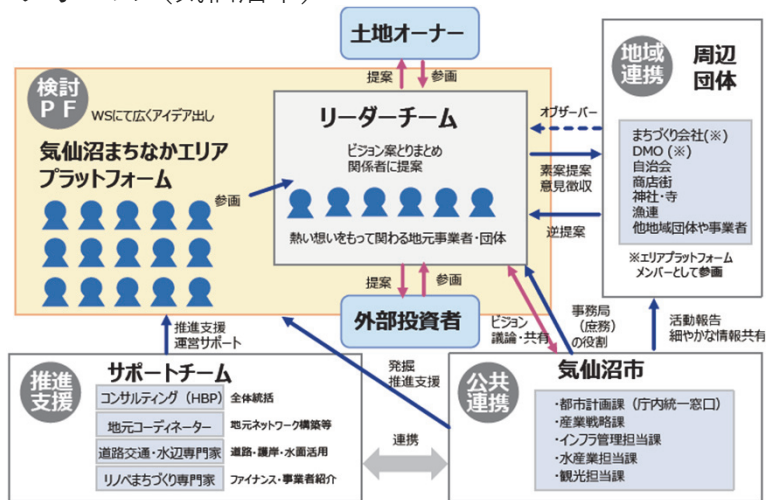 (気仙沼市)
土地オーナー
提案
参画
検討
PF
WSにて広くアイデア出し
気仙沼まちなかエリア
プラットフォーム
参画
リーダーチーム
ビジョン案とりまとめ
関係者に提案
熱い想いをもって関わる地元事業者・団体
オブザーバー
素案提案
意見徴収
逆提案
地域
連携
周辺
団体
まちづくり会社(※)
DMO(※)
自治会
商店街
神社・寺
漁連
他地域団体や事業者
※エリアプラットフォーム
メンバーとして参画
提案
参画
外部投資者
推進支援
運営サポート
発掘
推進支援
ビジョン
議論・共有
事務局
(庶務)
の役割
活動報告
細やかな情報共有
推進
支援
サポートチーム
コンサルティング(HBP) 全体統括
地元コーディネーター 地元ネットワーク構築等
道路交通・水辺専門家 道路・護岸・水面活用
リノベまちづくり専門家 ファイナンス・事業者紹介
連携
公共
連携
気仙沼市
・都市計画課(庁内統一窓口)
・産業戦略課
・インフラ管理担当課
・水産業担当課
・観光担当課